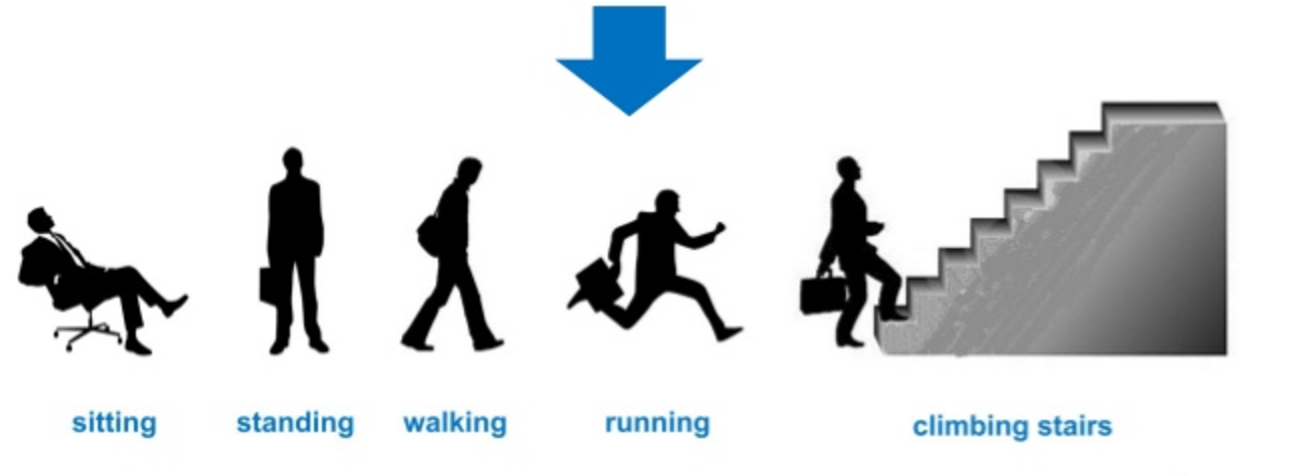 sitting
standing
walking
running
climbing stairs